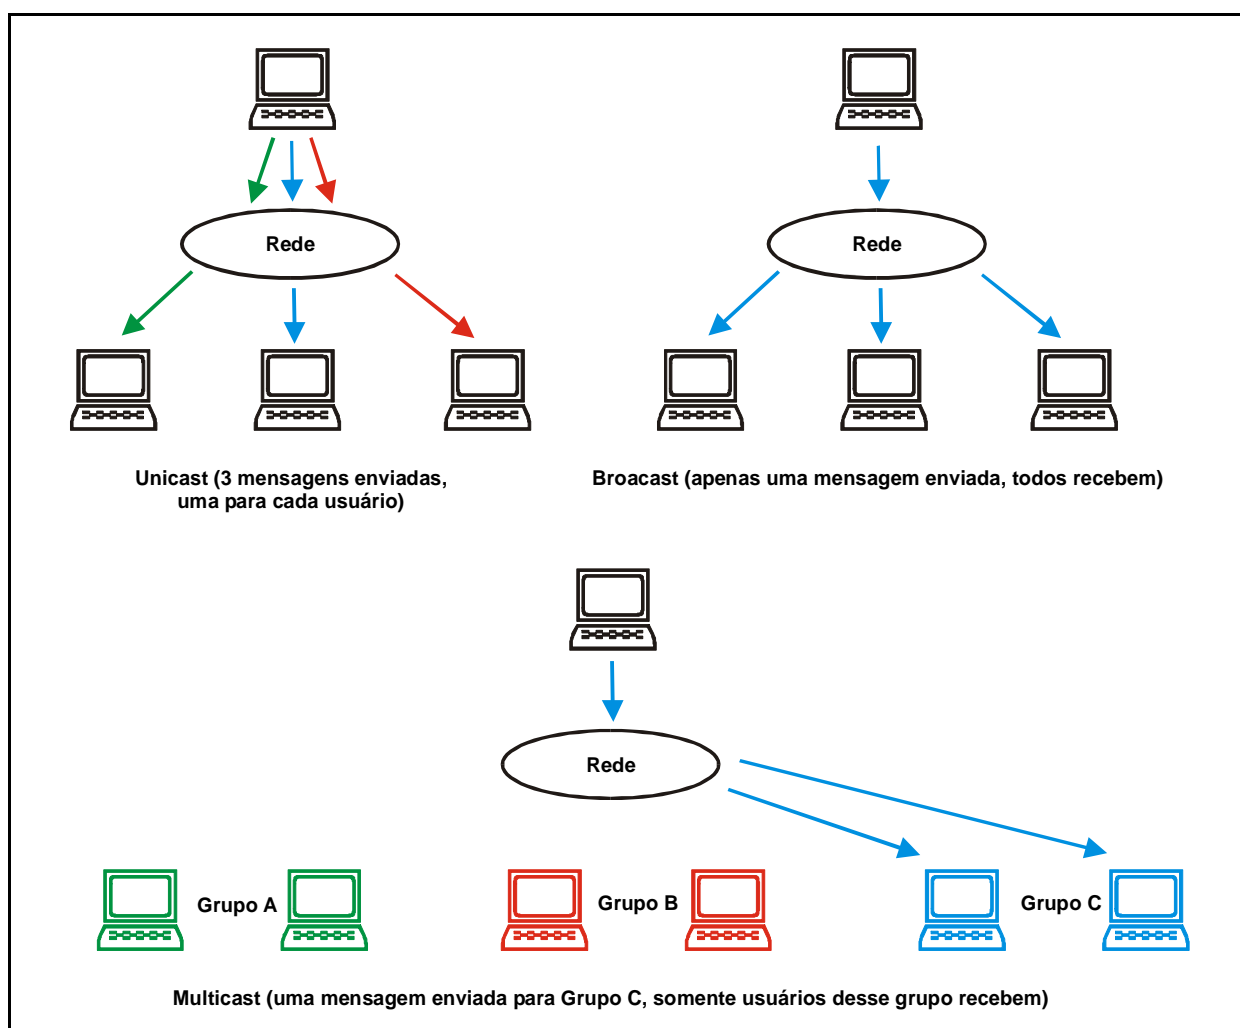 Rede
Rede
Unicast (3 mensagens enviadas,
uma para cada usuário)
Broacast (apenas uma mensagem enviada, todos recebem)
Rede
Grupo A
Grupo B
Grupo C
Multicast (uma mensagem enviada para Grupo C, somente usuários desse grupo recebem)